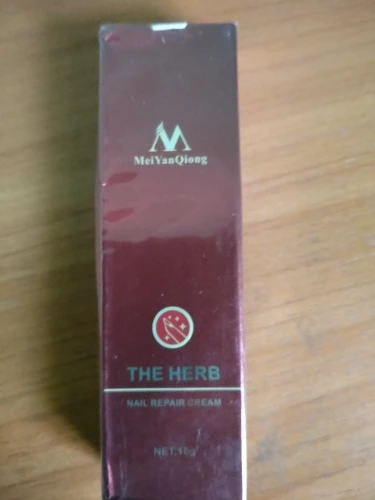 MeiYanQiong
THE HERB
NAIL REPAIR CREAM